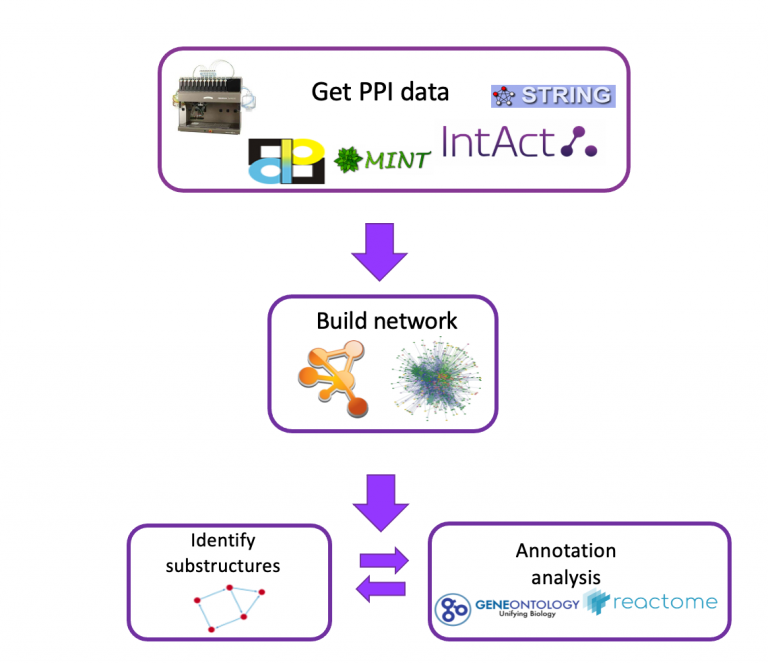 Get PPI data
STRING
MINT
IntAct
Build network
Identify
substructures
Annotation
analysis
GENEONTOLOGY
Unifying Biology
reactome